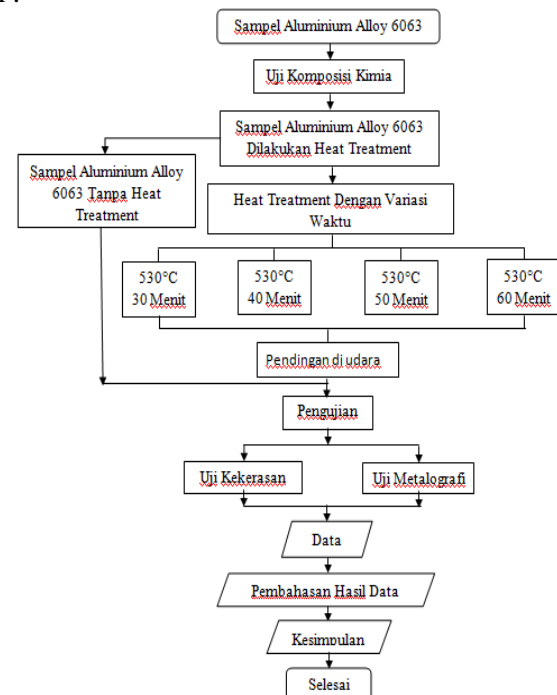 Sampel Aluminium Alloy 6063
Uji Komposisi Kimia
Sampel Aluminium Alloy 6063
Dilakukan Heat Treatment
Sampel Aluminium Alloy
6063 Tanpa Heat
Treatment
Heat Treatment Dengan Variasi
Waktu
530°C
30 Menit
530°C
40 Menit
530°C
50 Menit
530°C
60 Menit
Pendingan di udara
Pengujian
Uji Kekerasan
Uji Metalografi
Data
Pembahasan Hasil Data
Kesimpulan
Selesai